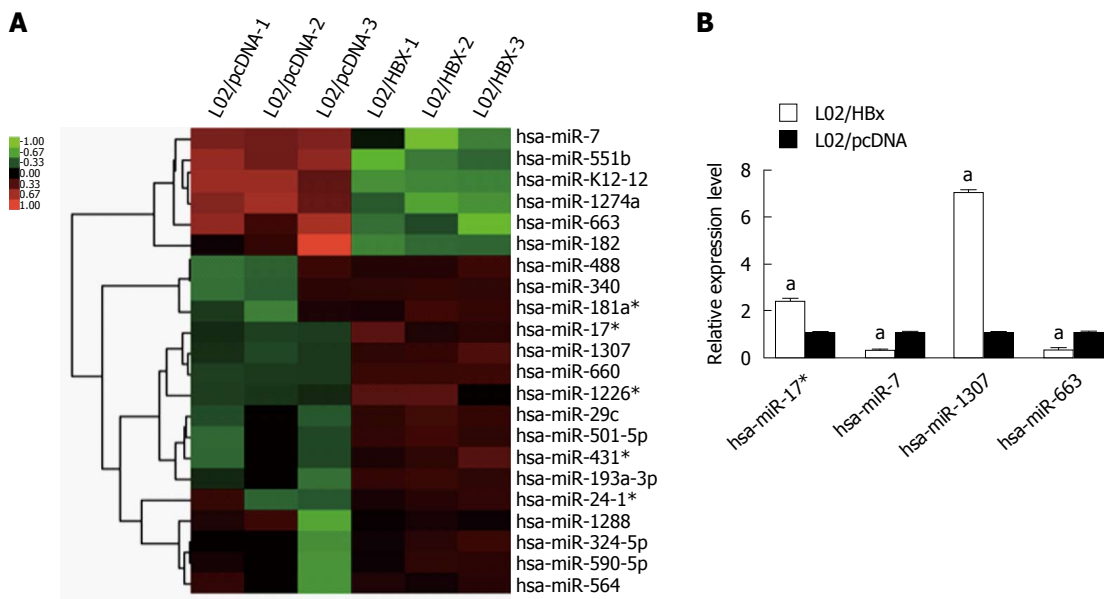 A
L02/pcDNA-1
L02/pcDNA-2
L02/pcDNA-3
L02/HBX-1
L02/HBX-2
L02/HBX-3
-1.00
-0.67
-0.33
0.00
0.33
0.67
1.00
hsa-miR-7
hsa-miR-551b
hsa-miR-K12-12
hsa-miR-1274a
hsa-miR-663
hsa-miR-182
hsa-miR-488
hsa-miR-340
hsa-miR-181a*
hsa-miR-17*
hsa-miR-1307
hsa-miR-660
hsa-miR-1226*
hsa-miR-29c
hsa-miR-501-5p
hsa-miR-431*
hsa-miR-193a-3p
hsa-miR-24-1*
hsa-miR-1288
hsa-miR-324-5p
hsa-miR-590-5p
hsa-miR-564
B
L02/HBx
L02/pcDNA
Relative expression level
8
6
4
2
0
a
a
a
a
hsa-miR-17*
hsa-miR-7
hsa-miR-1307
hsa-miR-663